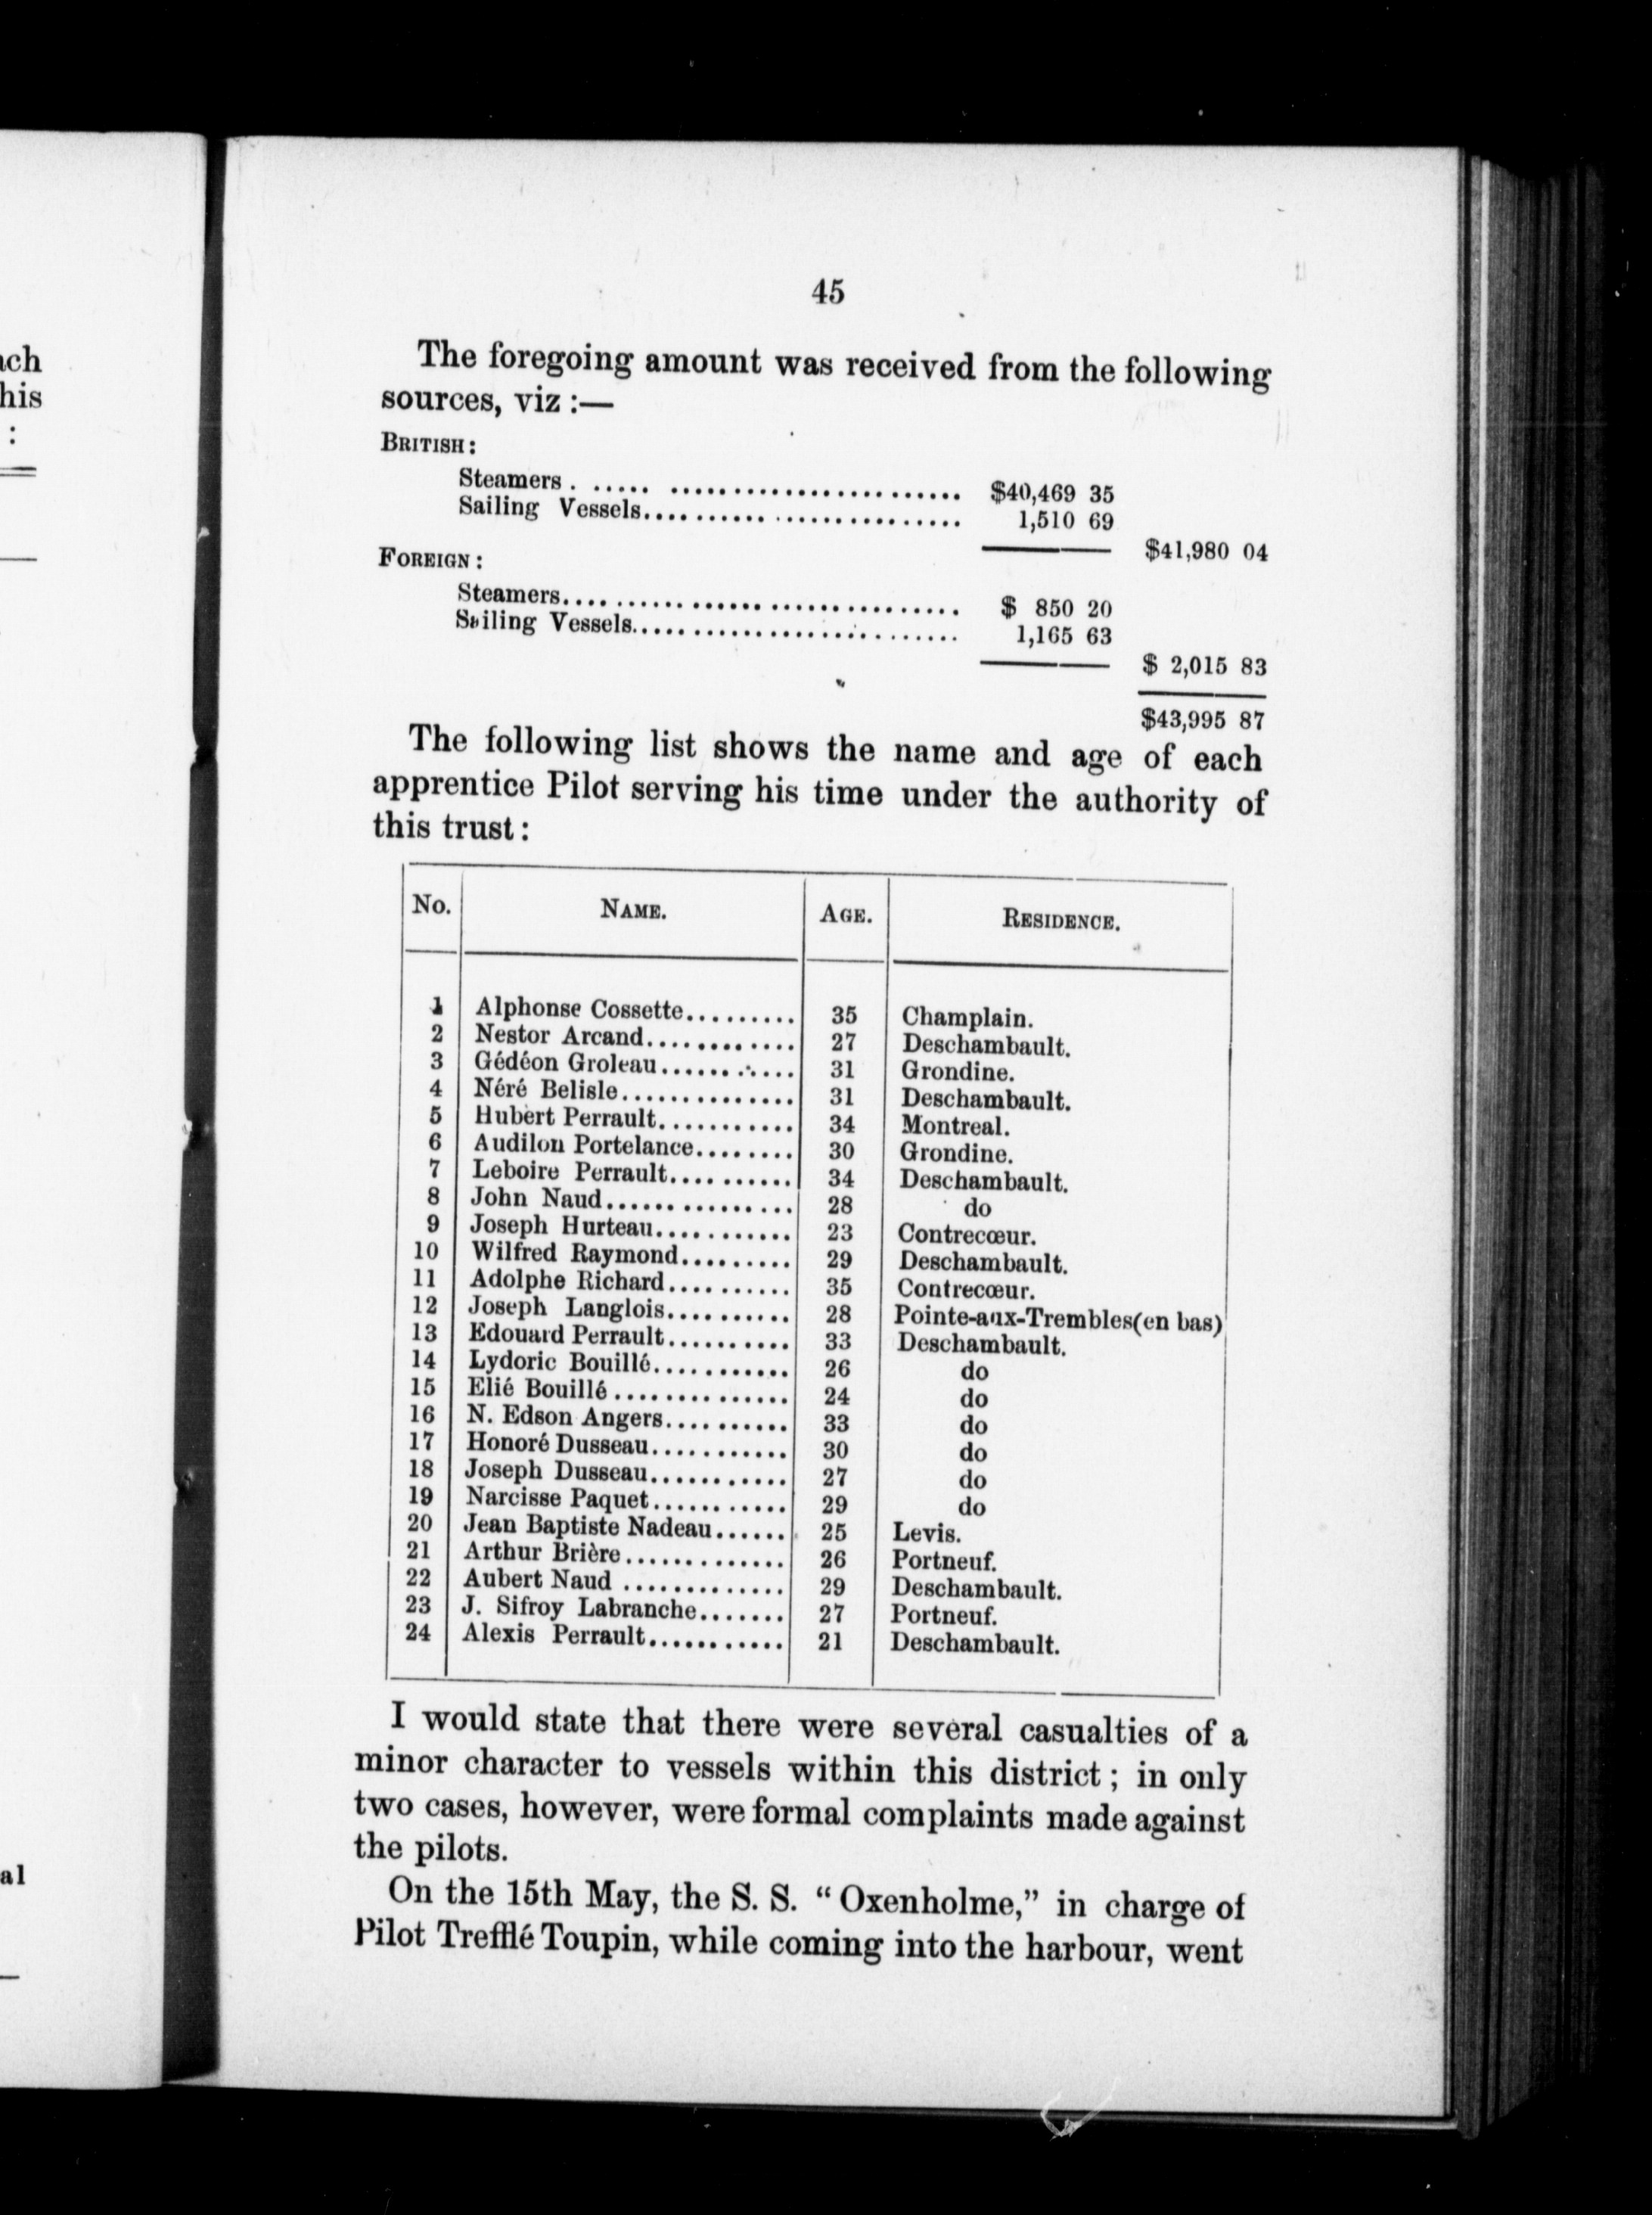 ach
his
:
al
45
The foregoing amount was received from the following
sources, viz :—
BRITISH :
Steamers . ..... ........................ $40,469 35
Sailing Vessels............................ 1,510 69
$41,980 04
FOREIGN :
Steamers.................................. $ 850 20
Sailing Vessels............................ 1,165 63
$ 2,015 83
$43,995 87
The following list shows the name and age of each
apprentice Pilot serving his time under the authority of
this trust :
No. NAME. AGE. RESIDENCE.
1 Alphonse Cossette......... 35 Champlain.
2 Nestor Arcand............ 27 Deschambault.
3 Gédéon Groleau........... 31 Grondine.
4 Néré Belisle.............. 31 Deschambault.
5 Hubert Perrault........... 34 Montreal.
6 Audilon Portelance........ 30 Grondine.
7 Leboire Perrault.......... 34 Deschambault.
8 John Naud................ 28 do
9 Joseph Hurteau........... 23 Contrecœur.
10 Wilfred Raymond......... 29 Deschambault.
11 Adolphe Richard.......... 35 Contrecœur.
12 Joseph Langlois........... 28 Pointe-aux-Trembles(en bas)
13 Edouard Perrault.......... 33 Deschambault.
14 Lydoric Bouillé........... 26 do
15 Elié Bouillé .............. 24 do
16 N. Edson Angers.......... 33 do
17 Honoré Dusseau........... 30 do
18 Joseph Dusseau........... 27 do
19 Narcisse Paquet........... 29 do
20 Jean Baptiste Nadeau...... 25 Levis.
21 Arthur Brière............. 26 Portneuf.
22 Aubert Naud ............. 29 Deschambault.
23 J. Sifroy Labranche....... 27 Portneuf.
24 Alexis Perrault........... 21 Deschambault.
I would state that there were several casualties of a
minor character to vessels within this district ; in only
two cases, however, were formal complaints made against
the pilots.
On the 15th May, the S. S. “ Oxenholme,” in charge of
Pilot Trefflé Toupin, while coming into the harbour, went